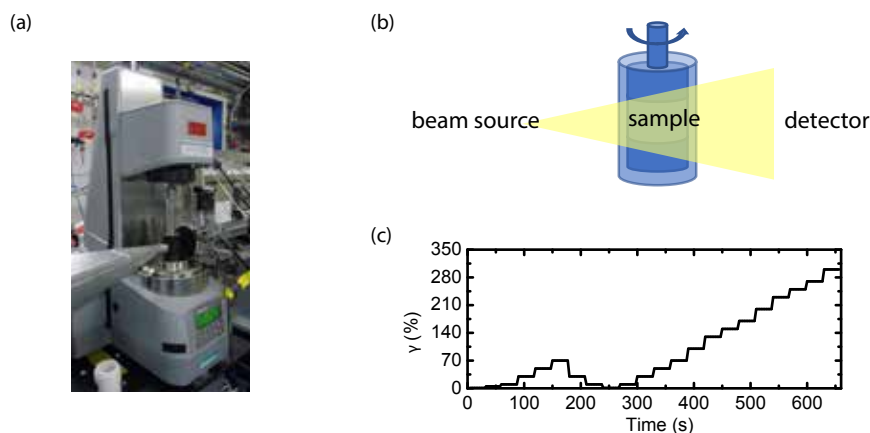 (a)
(b)
beam source
sample
detector
(c)
350
280
210
140
70
0
γ (%)
0 100 200 300 400 500 600
Time (s)